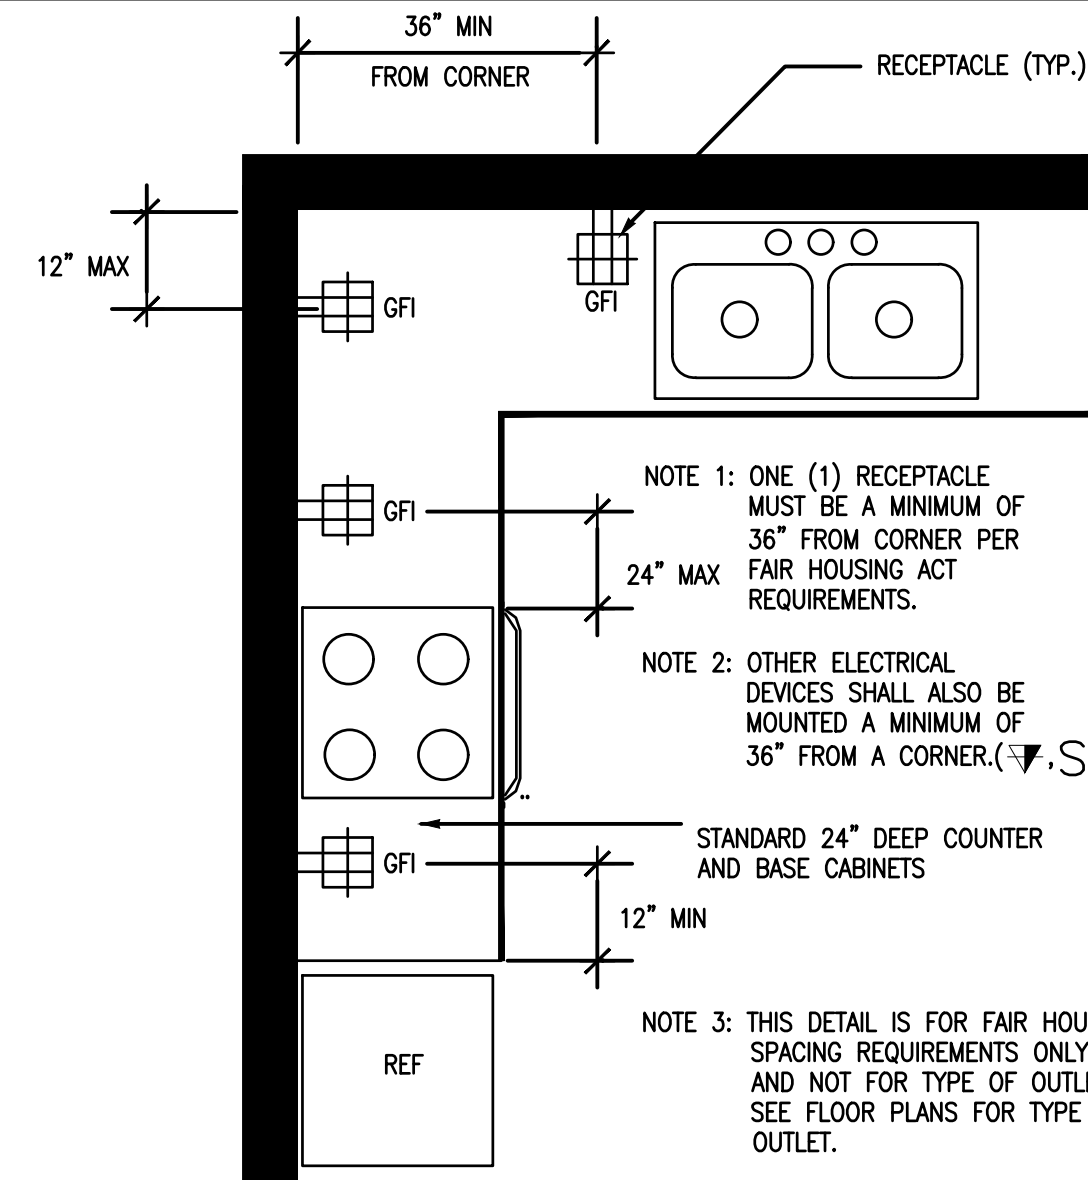 36" MIN
FROM CORNER
RECEPTACLE (TYP.)
12" MAX
GFI
GFI
NOTE 1: ONE (1) RECEPTACLE
MUST BE A MINIMUM OF
36" FROM CORNER PER
FAIR HOUSING ACT
REQUIREMENTS.
GFI
24" MAX
NOTE 2: OTHER ELECTRICAL
DEVICES SHALL ALSO BE
MOUNTED A MINIMUM OF
36" FROM A CORNER.( , S
STANDARD 24" DEEP COUNTER
AND BASE CABINETS
GFI
12" MIN
NOTE 3: THIS DETAIL IS FOR FAIR HOU
SPACING REQUIREMENTS ONLY
AND NOT FOR TYPE OF OUTL
SEE FLOOR PLANS FOR TYPE
OUTLET.
REF